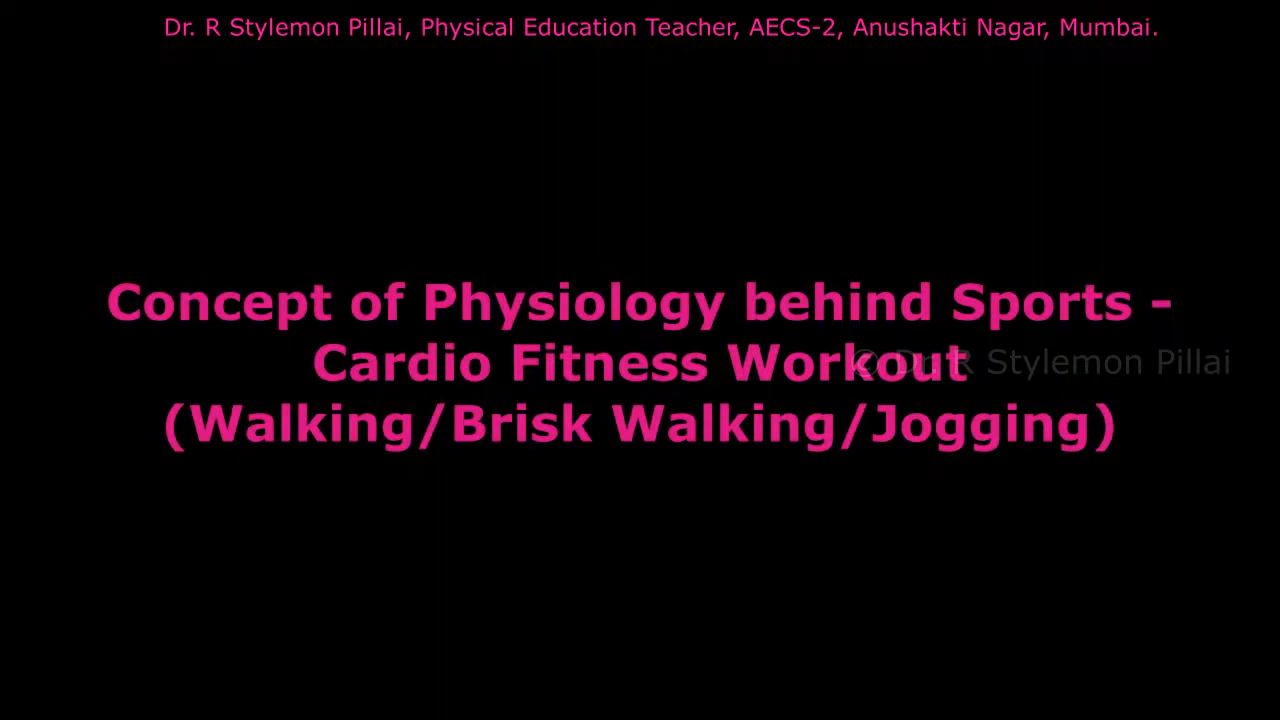 Dr. R Stylemon Pillai, Physical Education Teacher, AECS-2, Anushakti Nagar, Mumbai.
Concept of Physiology behind Sports -
Cardio Fitness Workout
© Dr. R Stylemon Pillai
(Walking/Brisk Walking/Jogging)